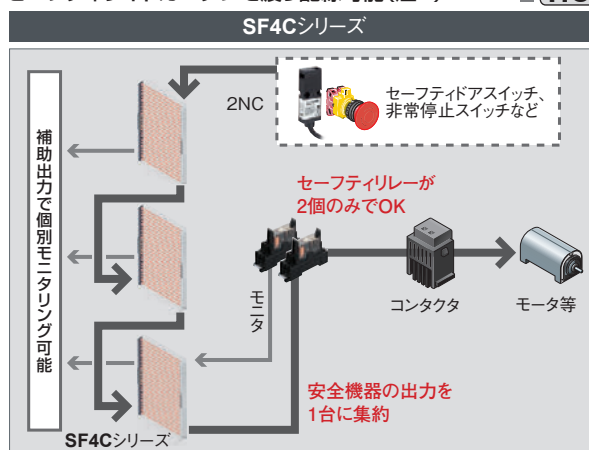 SF4Cシリーズ
2NC
セーフティドアスイッチ、
非常停止スイッチなど
補助出力で個別モニタリング可能
セーフティリレーが
2個のみでOK
モニタ
コンタクタ
モータ等
安全機器の出力を
1台に集約
SF4Cシリーズ